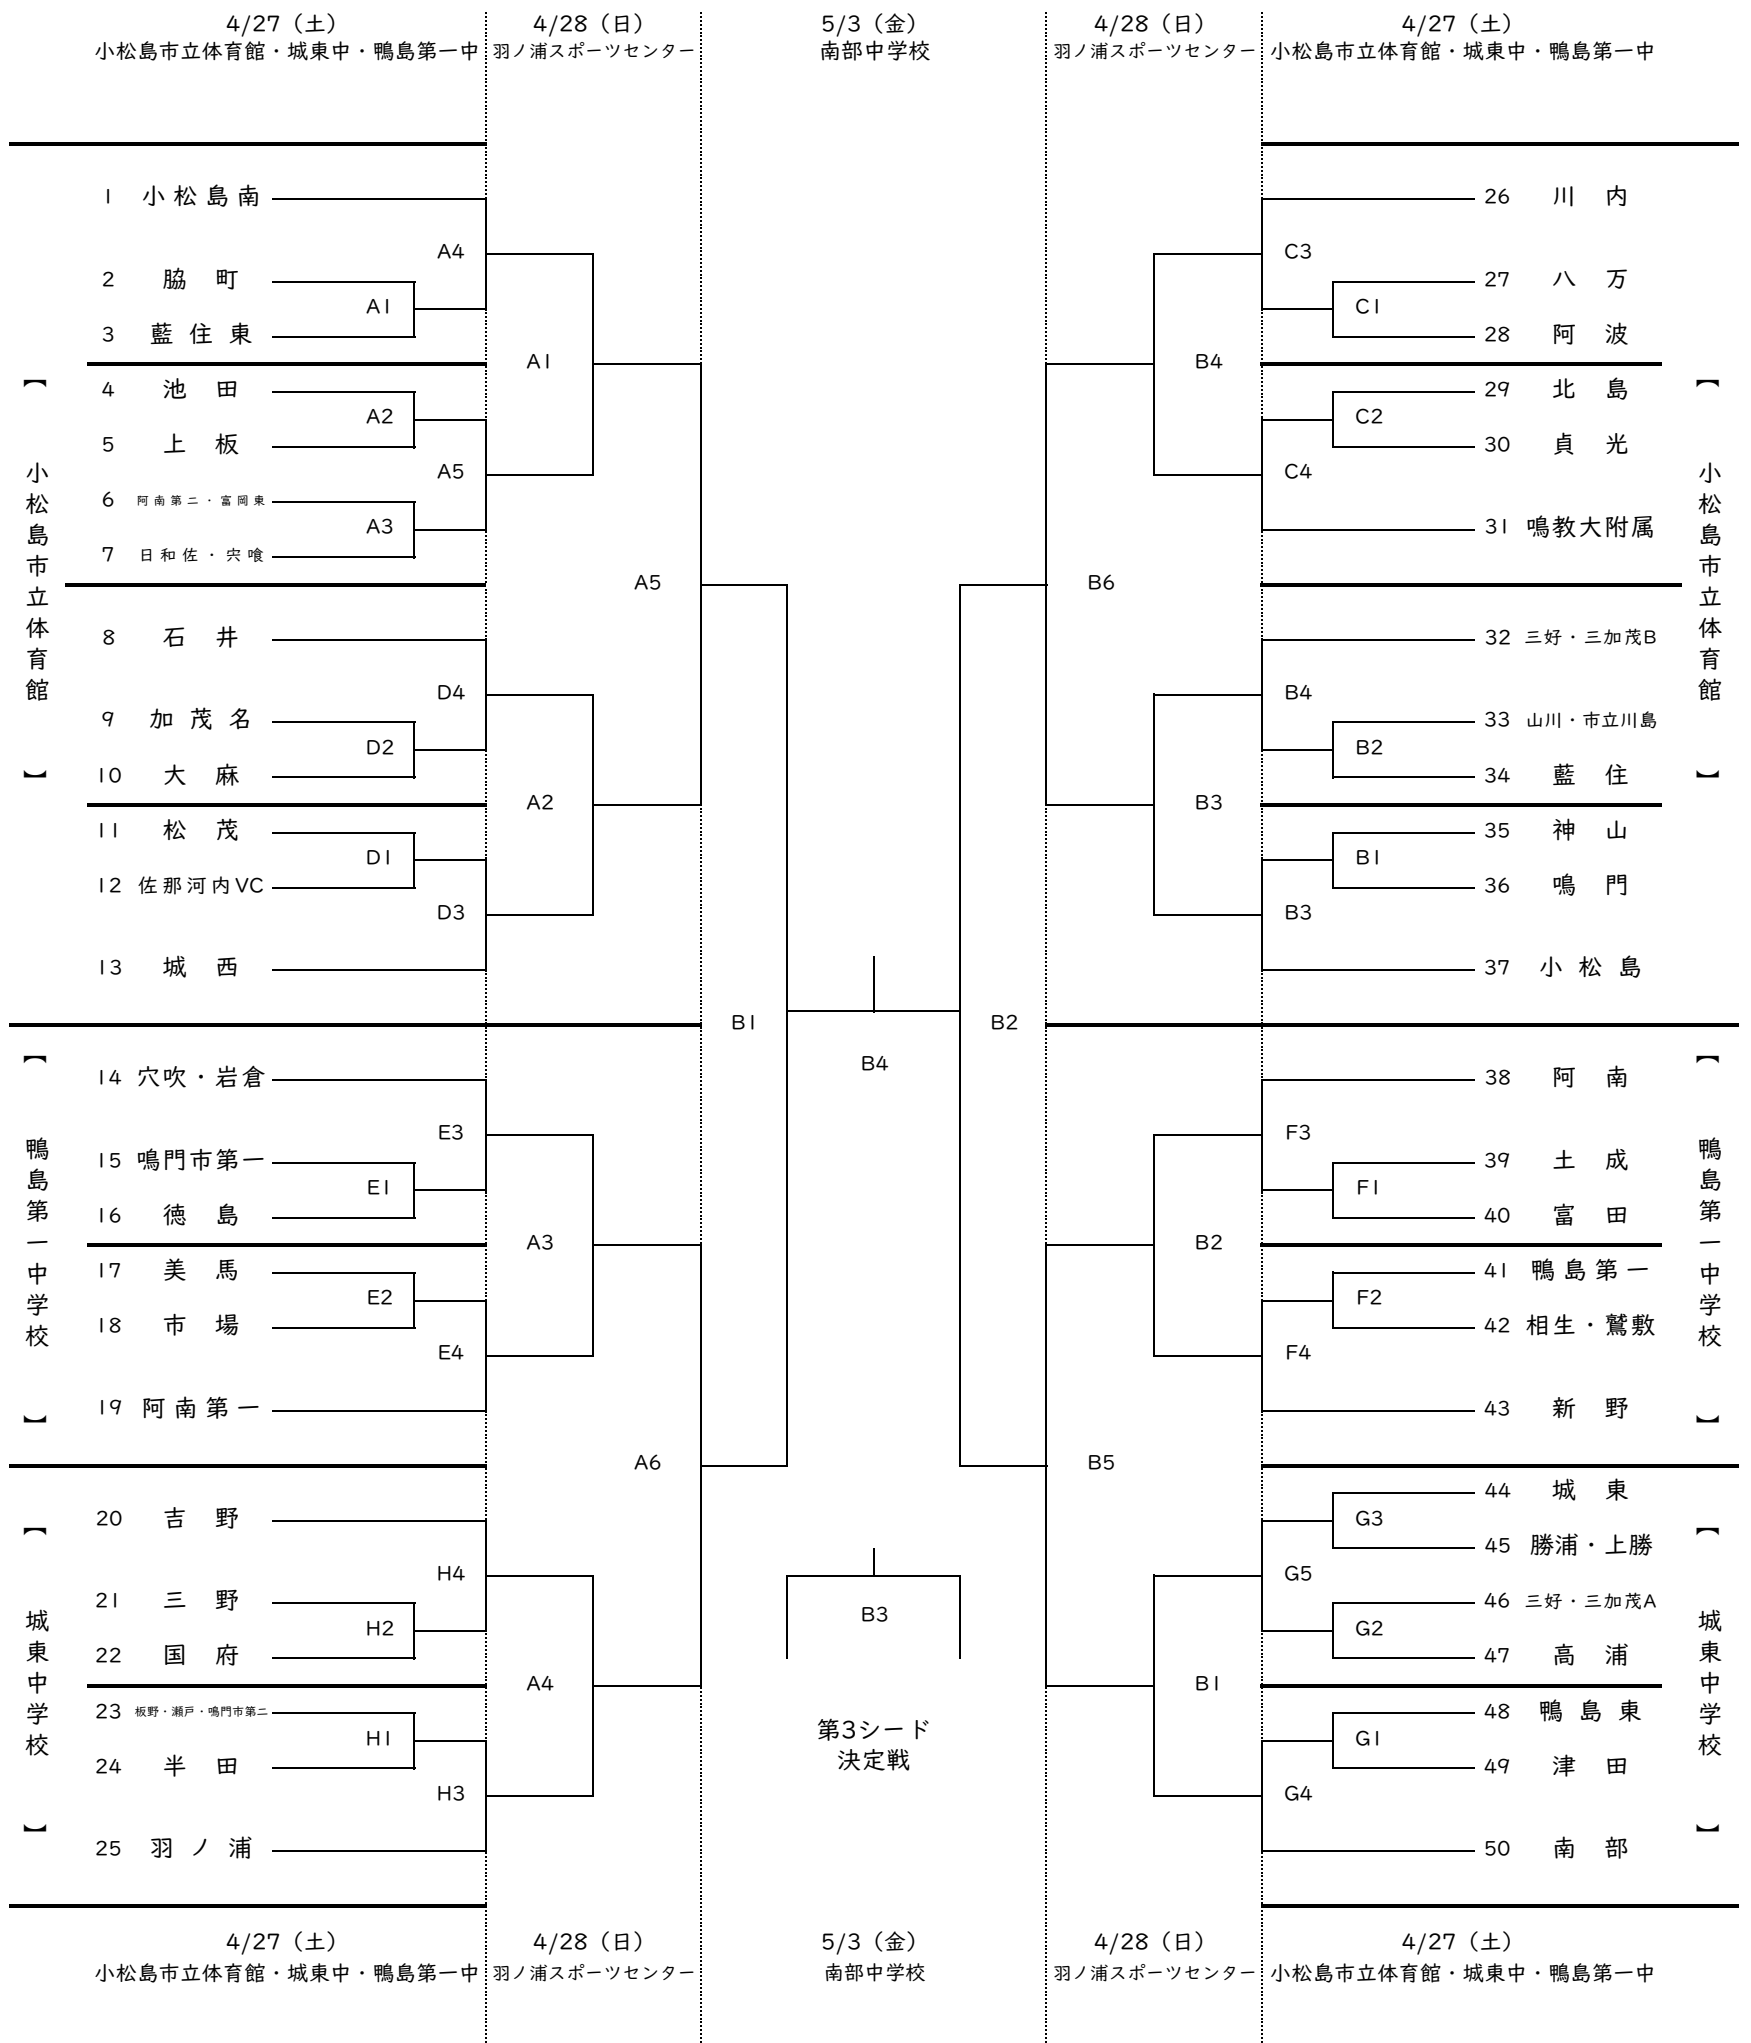 4/27（土） 4/28（日） 5/3（金） 4/28（日） 4/27（土）
小松島市立体育館・城東中・鴨島第一中 羽ノ浦スポーツセンター 南部中学校 羽ノ浦スポーツセンター 小松島市立体育館・城東中・鴨島第一中
【小松島市立体育館】
1 小松島南
A4
2 脇町
A1
3 藍住東
A1
4 池田
A2
5 上板
A5
6 阿南第二・富岡東
A3
7 日和佐・宍喰
A5
8 石井
D4
9 加茂名
D2
10 大麻
A2
11 松茂
D1
12 佐那河内VC
D3
13 城西
【鴨島第一中学校】
14 穴吹・岩倉
E3
15 鳴門市第一
E1
16 徳島
A3
17 美馬
E2
18 市場
E4
19 阿南第一
A6
【城東中学校】
20 吉野
H4
21 三野
H2
22 国府
A4
23 板野・瀬戸・鳴門市第二
H1
24 半田
H3
25 羽ノ浦
B1
B4
B2
B3
第3シード
決定戦
【小松島市立体育館】
26 川内
C3
27 八万
C1
28 阿波
B4
29 北島
C2
30 貞光
C4
31 鳴教大附属
B6
32 三好・三加茂B
B4
33 山川・市立川島
B2
34 藍住
B3
35 神山
B1
36 鳴門
B3
37 小松島
【鴨島第一中学校】
38 阿南
F3
39 土成
F1
40 富田
B2
41 鴨島第一
F2
42 相生・鷲敷
F4
43 新野
B5
【城東中学校】
44 城東
G3
45 勝浦・上勝
G5
46 三好・三加茂A
G2
47 高浦
B1
48 鴨島東
G1
49 津田
G4
50 南部
4/27（土） 4/28（日） 5/3（金） 4/28（日） 4/27（土）
小松島市立体育館・城東中・鴨島第一中 羽ノ浦スポーツセンター 南部中学校 羽ノ浦スポーツセンター 小松島市立体育館・城東中・鴨島第一中